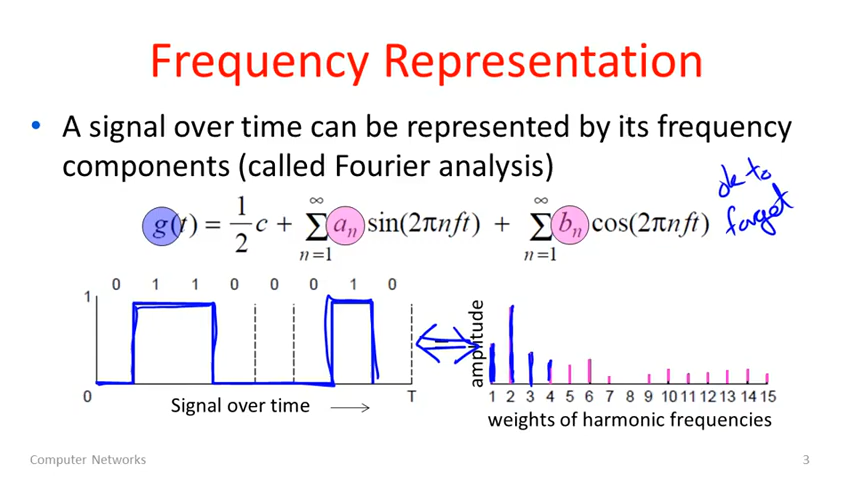 Frequency Representation
• A signal over time can be represented by its frequency
components (called Fourier analysis)
ok to
forget
g(t) = 1/2 c + ∞∑n=1 an sin(2πnft) + ∞∑n=1 bn cos(2πnft)
0 1 1 0 0 0 1 0
1
0
T
Signal over time
amplitude
1 2 3 4 5 6 7 8 9 10 11 12 13 14 15
weights of harmonic frequencies
Computer Networks
3